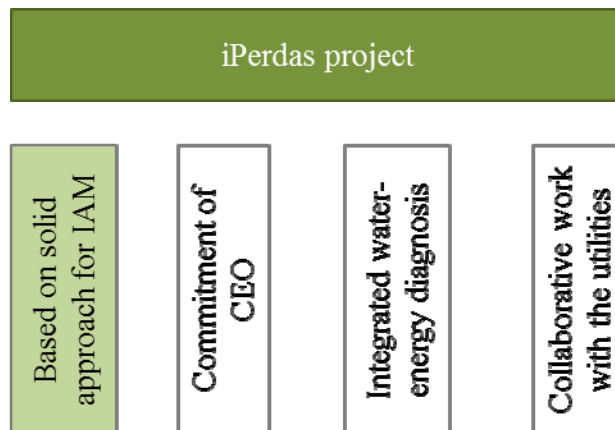 iPerdas project
Based on solid
approach for IAM
Commitment of
CEO
Integrated water-
energy diagnosis
Collaborative work
with the utilities